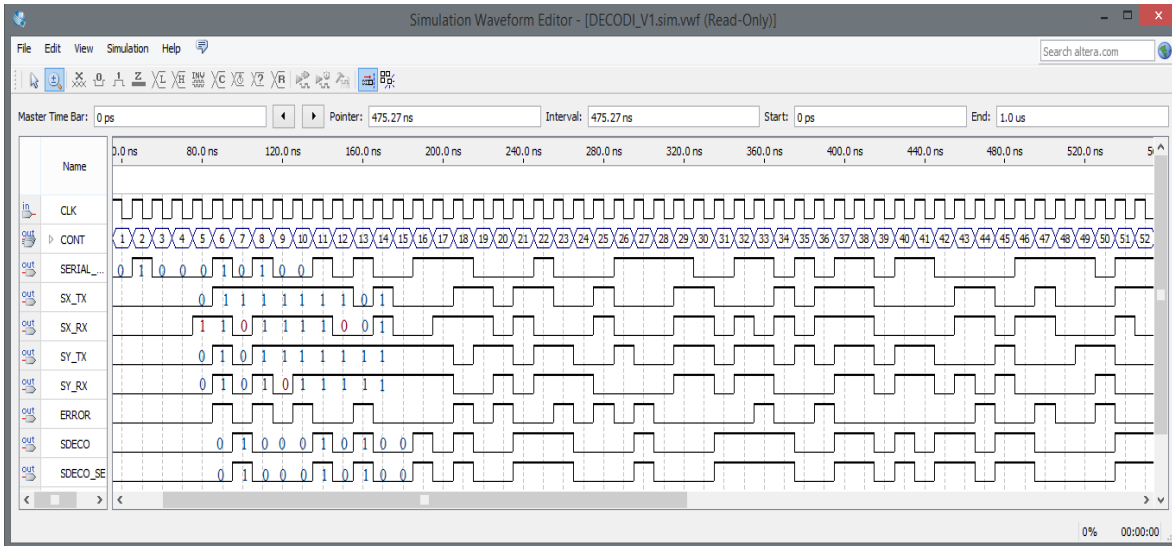 Simulation Waveform Editor - [DECODI_V1.sim.vwf (Read-Only)]
File Edit View Simulation Help
Search altera.com
Master Time Bar: 0 ps Pointer: 475.27 ns Interval: 475.27 ns Start: 0 ps End: 1.0 us
Name
0.0 ns 80.0 ns 120.0 ns 160.0 ns 200.0 ns 240.0 ns 280.0 ns 320.0 ns 360.0 ns 400.0 ns 440.0 ns 480.0 ns 520.0 ns
in CLK
out CONT 1 2 3 4 5 6 7 8 9 10 11 12 13 14 15 16 17 18 19 20 21 22 23 24 25 26 27 28 29 30 31 32 33 34 35 36 37 38 39 40 41 42 43 44 45 46 47 48 49 50 51 52
out SERIAL_... 0 1 0 0 0 1 0 1 0 0
out SX_TX 0 1 1 1 1 1 1 1 0 1
out SX_RX 1 1 0 1 1 1 1 0 0 1
out SY_TX 0 1 0 1 1 1 1 1 1 1
out SY_RX 0 1 0 1 0 1 1 1 1 1
out ERROR
out SDECO 0 1 0 0 0 1 0 1 0 0
out SDECO_SE 0 1 0 0 0 1 0 1 0 0
0% 00:00:00